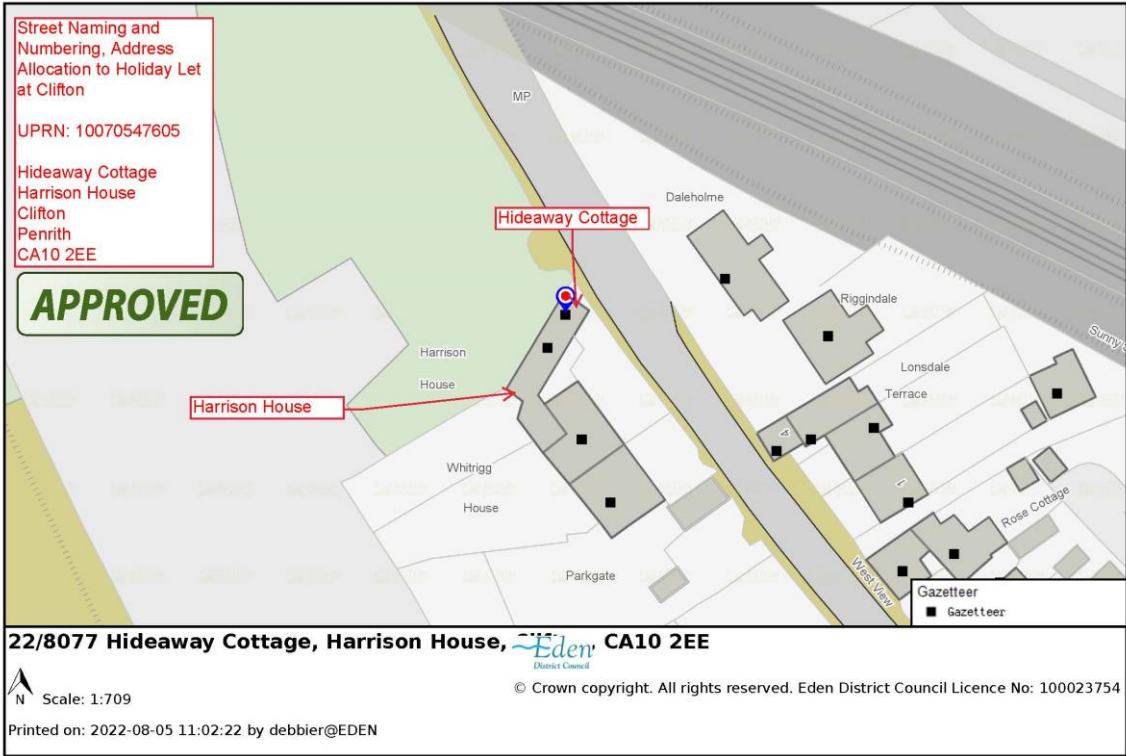 Street Naming and
Numbering, Address
Allocation to Holiday Let
at Clifton
UPRN: 10070547605
Hideaway Cottage
Harrison House
Clifton
Penrith
CA10 2EE
APPROVED
MP
Daleholme
Hideaway Cottage
Riggindale
Sunny
Harrison
House
Lonsdale
Terrace
Harrison House
4
Whitrigg
House
1
Rose Cottage
Parkgate
West View
Gazetteer
Gazetteer
22/8077 Hideaway Cottage, Harrison House, CA10 2EE
Eden
District Council
N Scale: 1:709
© Crown copyright. All rights reserved. Eden District Council Licence No: 100023754
Printed on: 2022-08-05 11:02:22 by debbier@EDEN